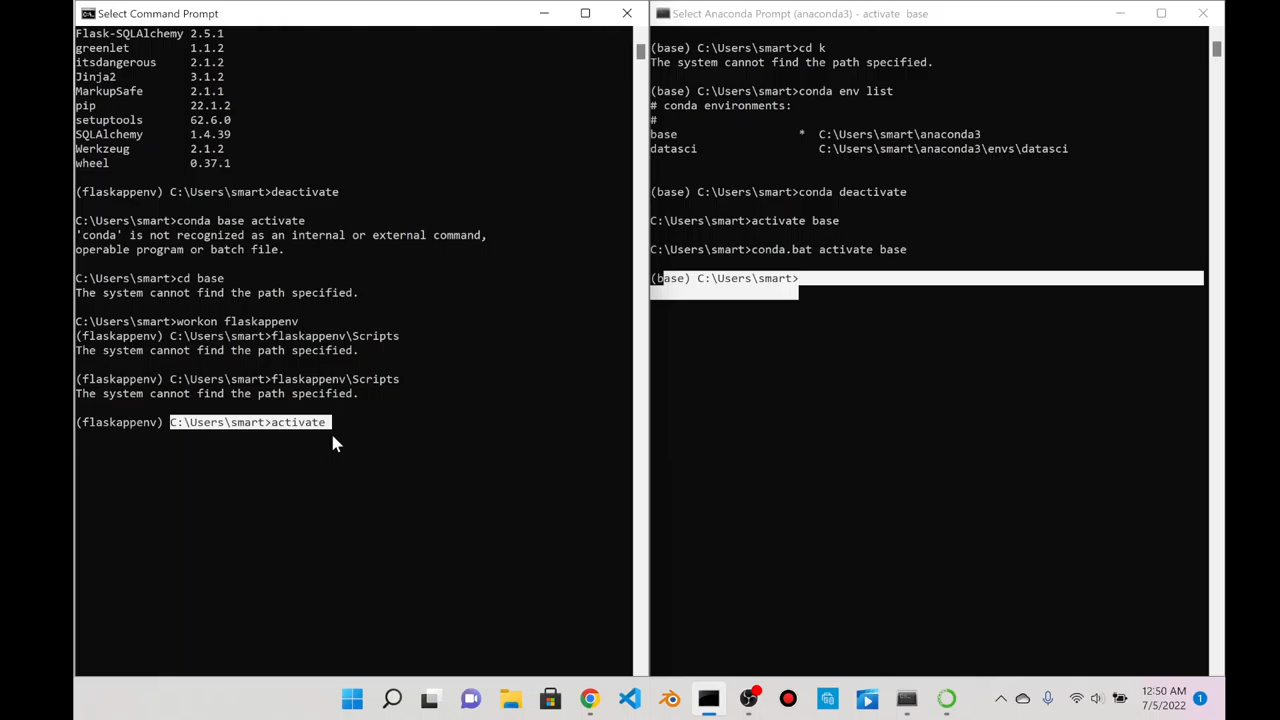 Select Command Prompt
Flask-SQLAlchemy 2.5.1
greenlet 1.1.2
itsdangerous 2.1.2
Jinja2 3.1.2
MarkupSafe 2.1.1
pip 22.1.2
setuptools 62.6.0
SQLAlchemy 1.4.39
Werkzeug 2.1.2
wheel 0.37.1
(flaskappenv) C:\Users\smart>deactivate
C:\Users\smart>conda base activate
'conda' is not recognized as an internal or external command,
operable program or batch file.
C:\Users\smart>cd base
The system cannot find the path specified.
C:\Users\smart>workon flaskappenv
(flaskappenv) C:\Users\smart>flaskappenv\Scripts
The system cannot find the path specified.
(flaskappenv) C:\Users\smart>flaskappenv\Scripts
The system cannot find the path specified.
(flaskappenv) C:\Users\smart>activate
Select Anaconda Prompt (anaconda3) - activate base
(base) C:\Users\smart>cd k
The system cannot find the path specified.
(base) C:\Users\smart>conda env list
# conda environments:
#
base * C:\Users\smart\anaconda3
datasci C:\Users\smart\anaconda3\envs\datasci
(base) C:\Users\smart>conda deactivate
C:\Users\smart>activate base
C:\Users\smart>conda.bat activate base
(base) C:\Users\smart>
12:50 AM
7/5/2022
1